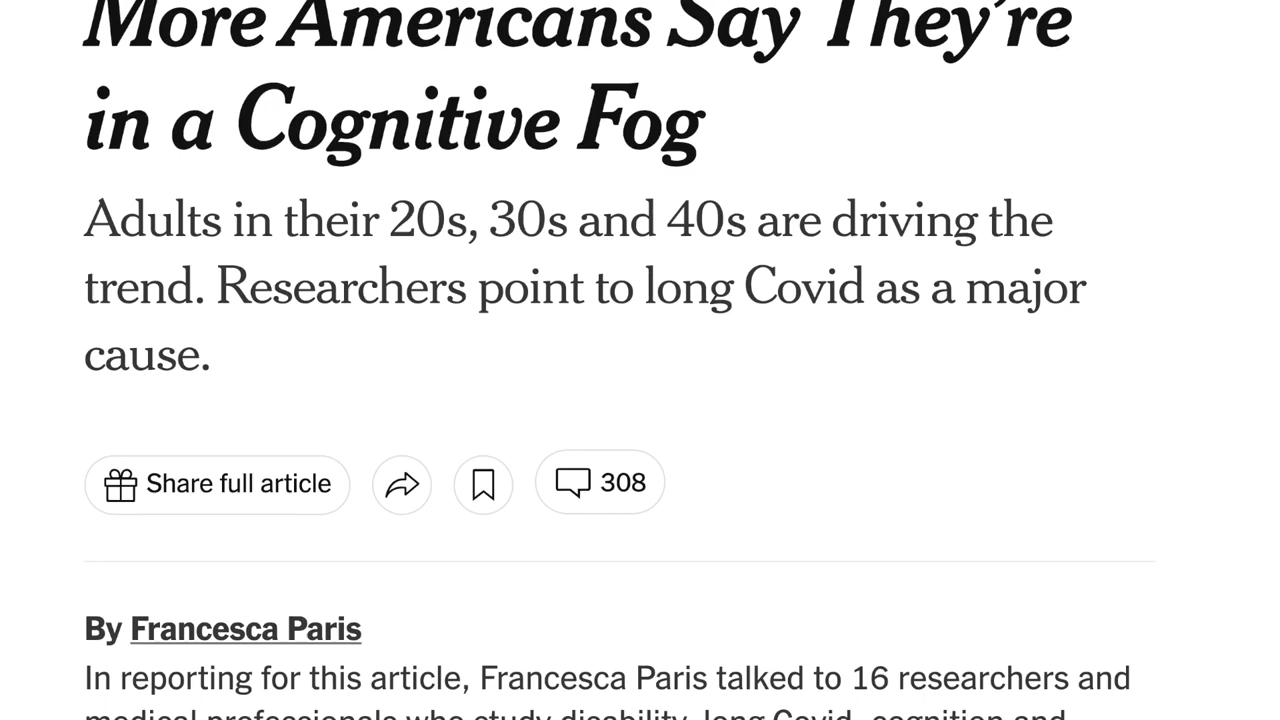 More Americans Say They’re
in a Cognitive Fog
Adults in their 20s, 30s and 40s are driving the
trend. Researchers point to long Covid as a major
cause.
Share full article
308
By Francesca Paris
In reporting for this article, Francesca Paris talked to 16 researchers and
medical professionals who study disability, long Covid, cognition and